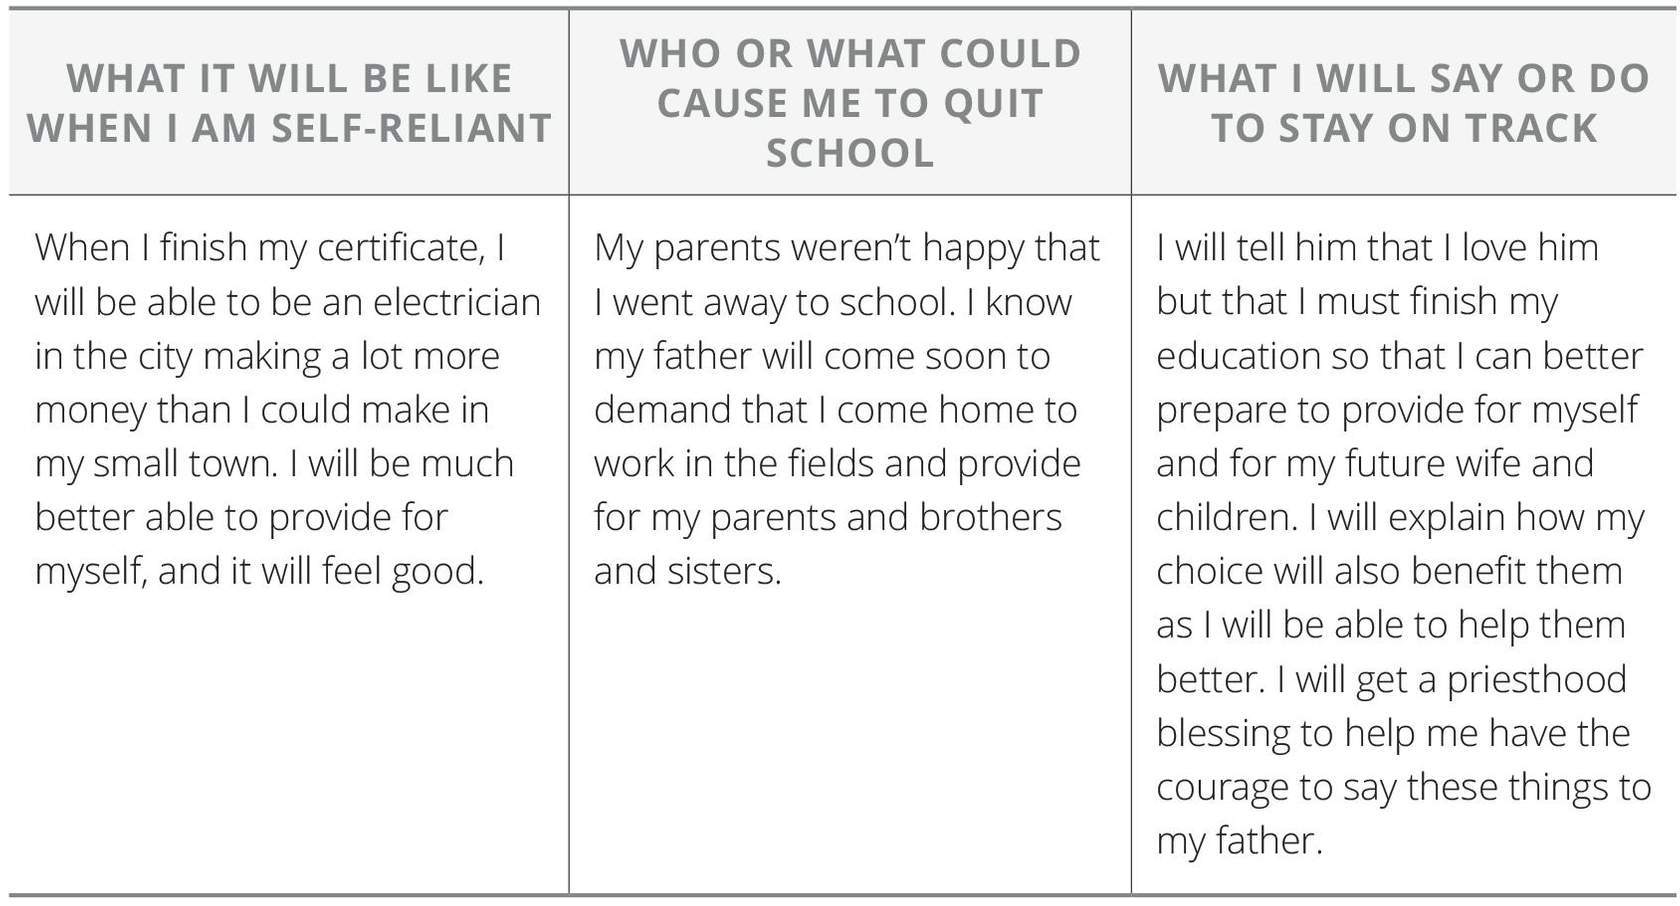 WHAT IT WILL BE LIKE
WHEN I AM SELF-RELIANT
WHO OR WHAT COULD
CAUSE ME TO QUIT
SCHOOL
WHAT I WILL SAY OR DO
TO STAY ON TRACK
When I finish my certificate, I
will be able to be an electrician
in the city making a lot more
money than I could make in
my small town. I will be much
better able to provide for
myself, and it will feel good.
My parents weren’t happy that
I went away to school. I know
my father will come soon to
demand that I come home to
work in the fields and provide
for my parents and brothers
and sisters.
I will tell him that I love him
but that I must finish my
education so that I can better
prepare to provide for myself
and for my future wife and
children. I will explain how my
choice will also benefit them
as I will be able to help them
better. I will get a priesthood
blessing to help me have the
courage to say these things to
my father.